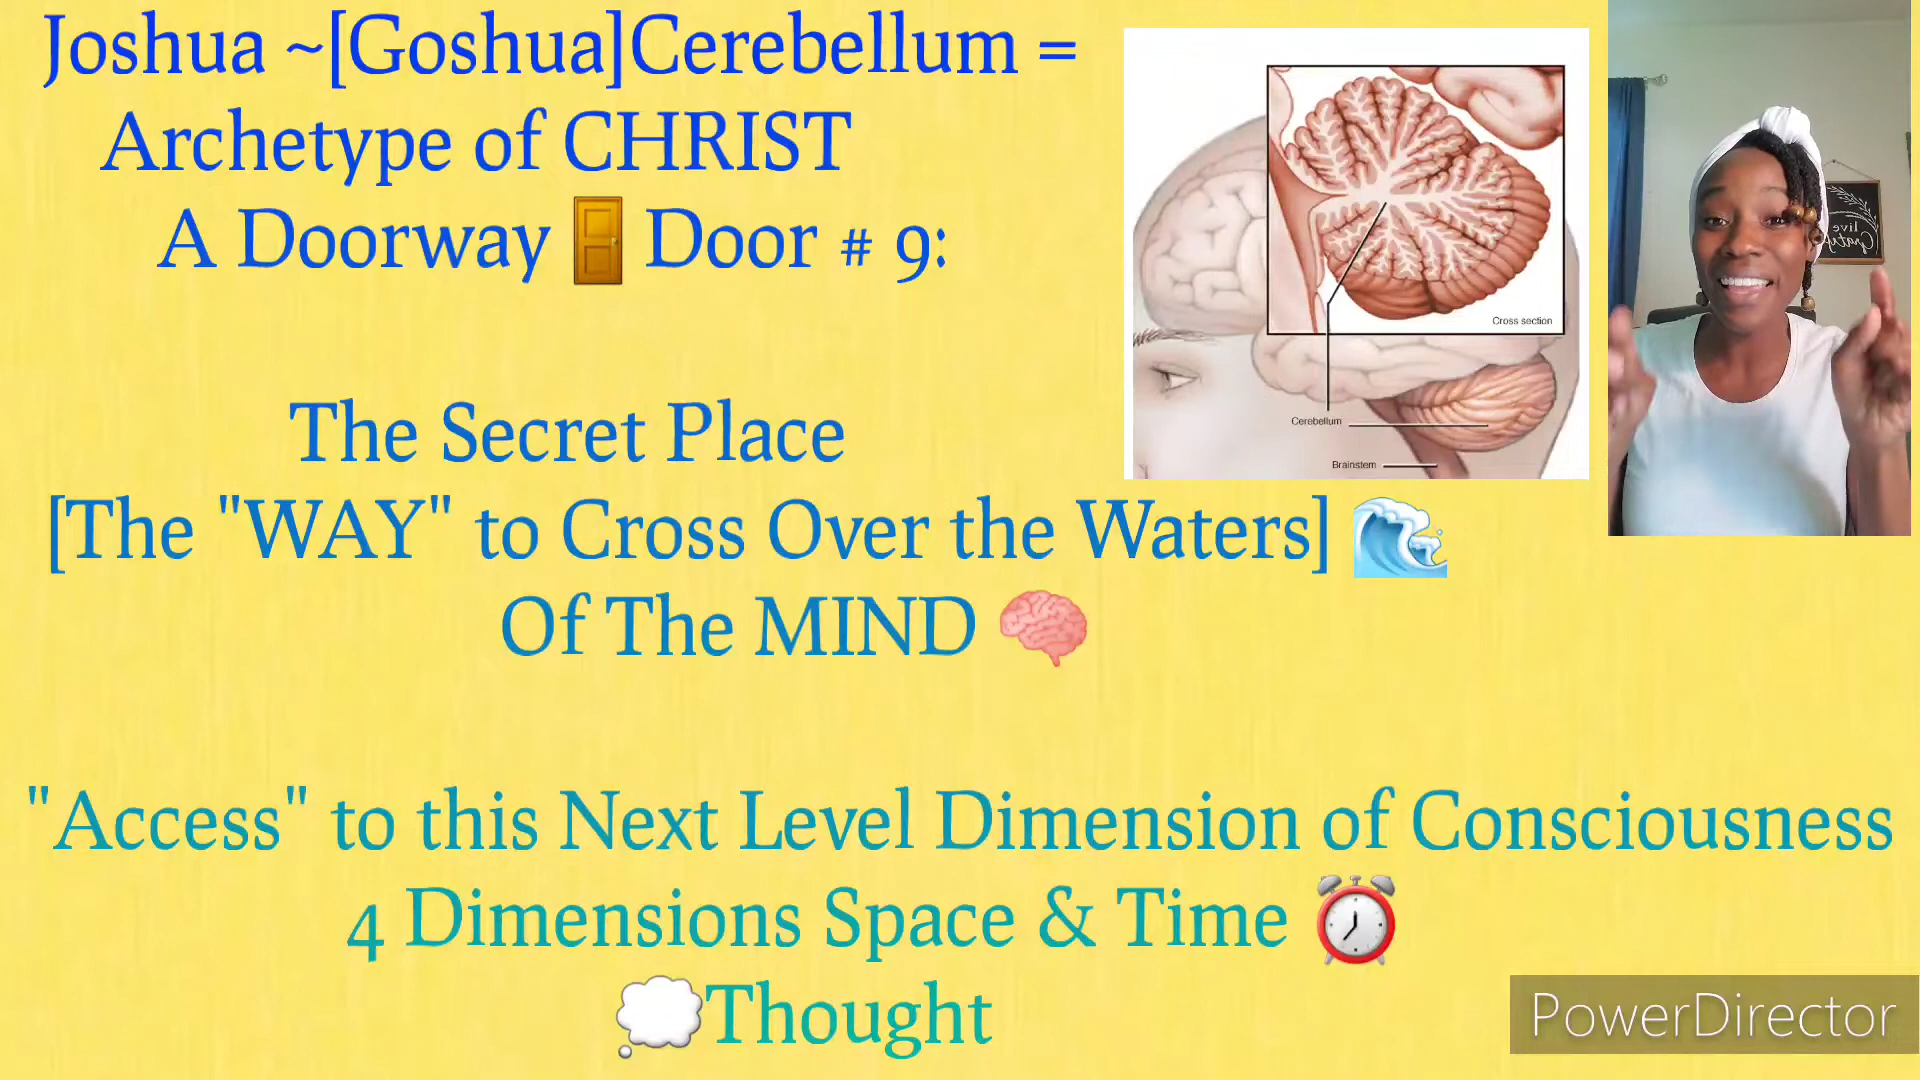 Joshua ~[Goshua]Cerebellum =
Archetype of CHRIST
A Doorway 🚪 Door # 9:
The Secret Place
[The "WAY" to Cross Over the Waters] 🌊
Of The MIND 🧠
"Access" to this Next Level Dimension of Consciousness
4 Dimensions Space & Time ⏰
💭Thought
Cross section
Cerebellum
Brainstem
live
PowerDirector